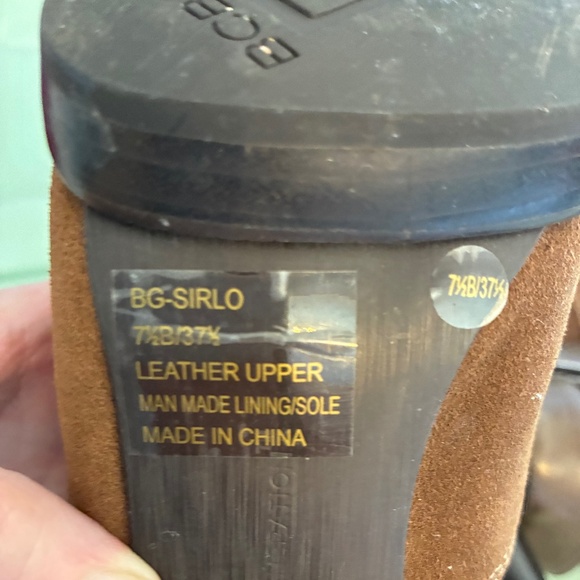 BCB
BG-SIRLO
7½B/37½
LEATHER UPPER
MAN MADE LINING/SOLE
MADE IN CHINA
7½B/37½